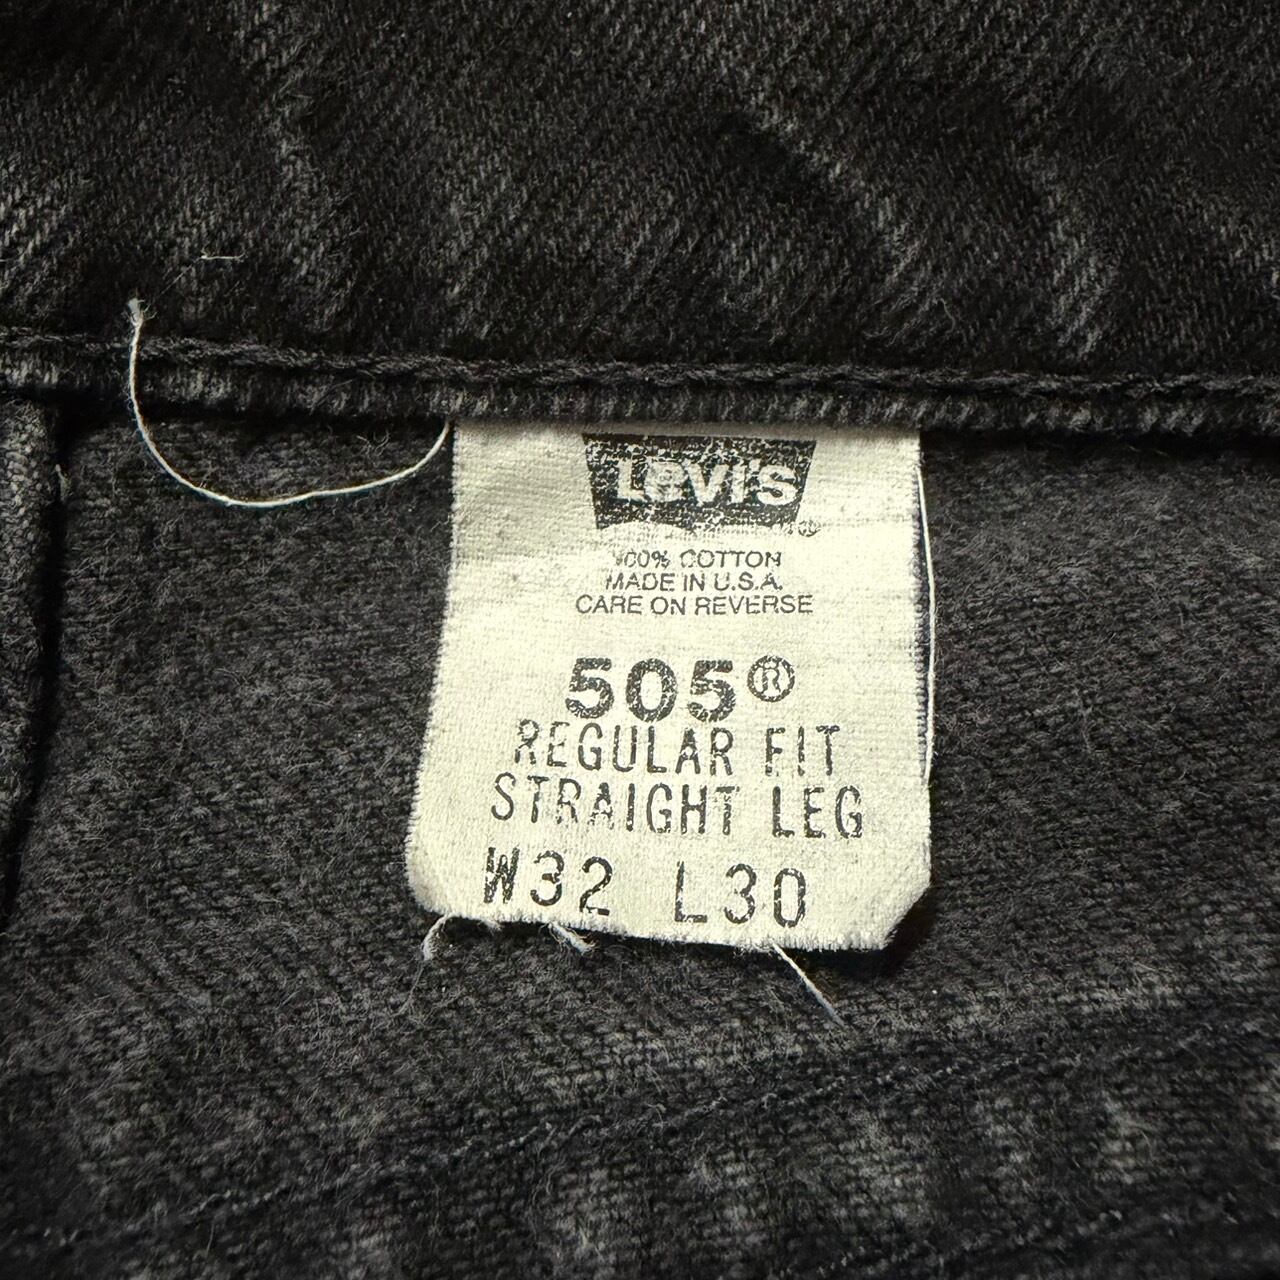 Levi's®
100% COTTON
MADE IN U.S.A.
CARE ON REVERSE
505®
REGULAR FIT
STRAIGHT LEG
W32 L30